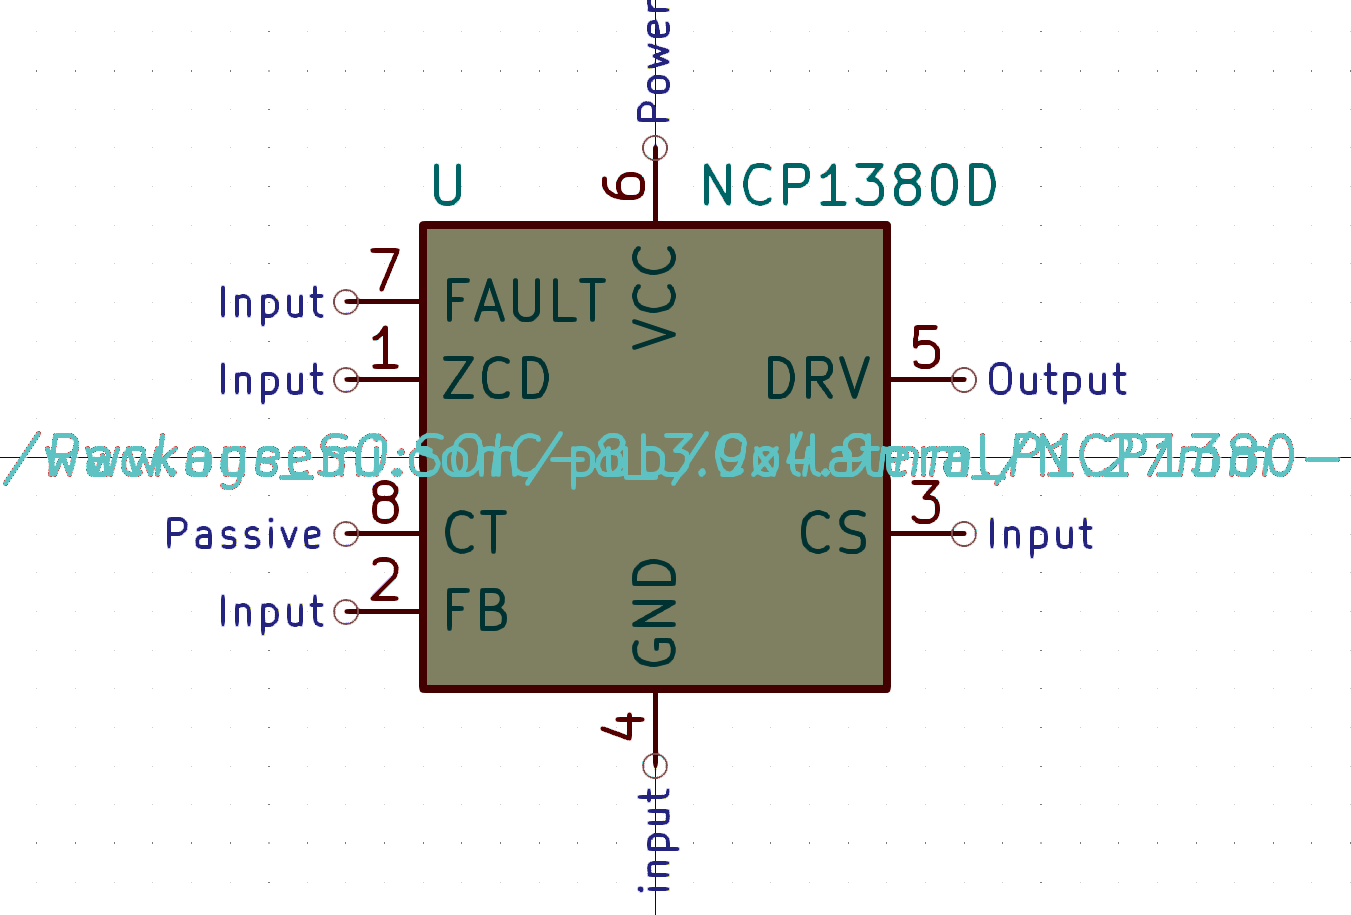 Power
U
6
NCP1380D
VCC
7
Input
FAULT
1
Input
ZCD
5
DRV
Output
8
Passive
CT
3
CS
Input
2
Input
FB
GND
4
input